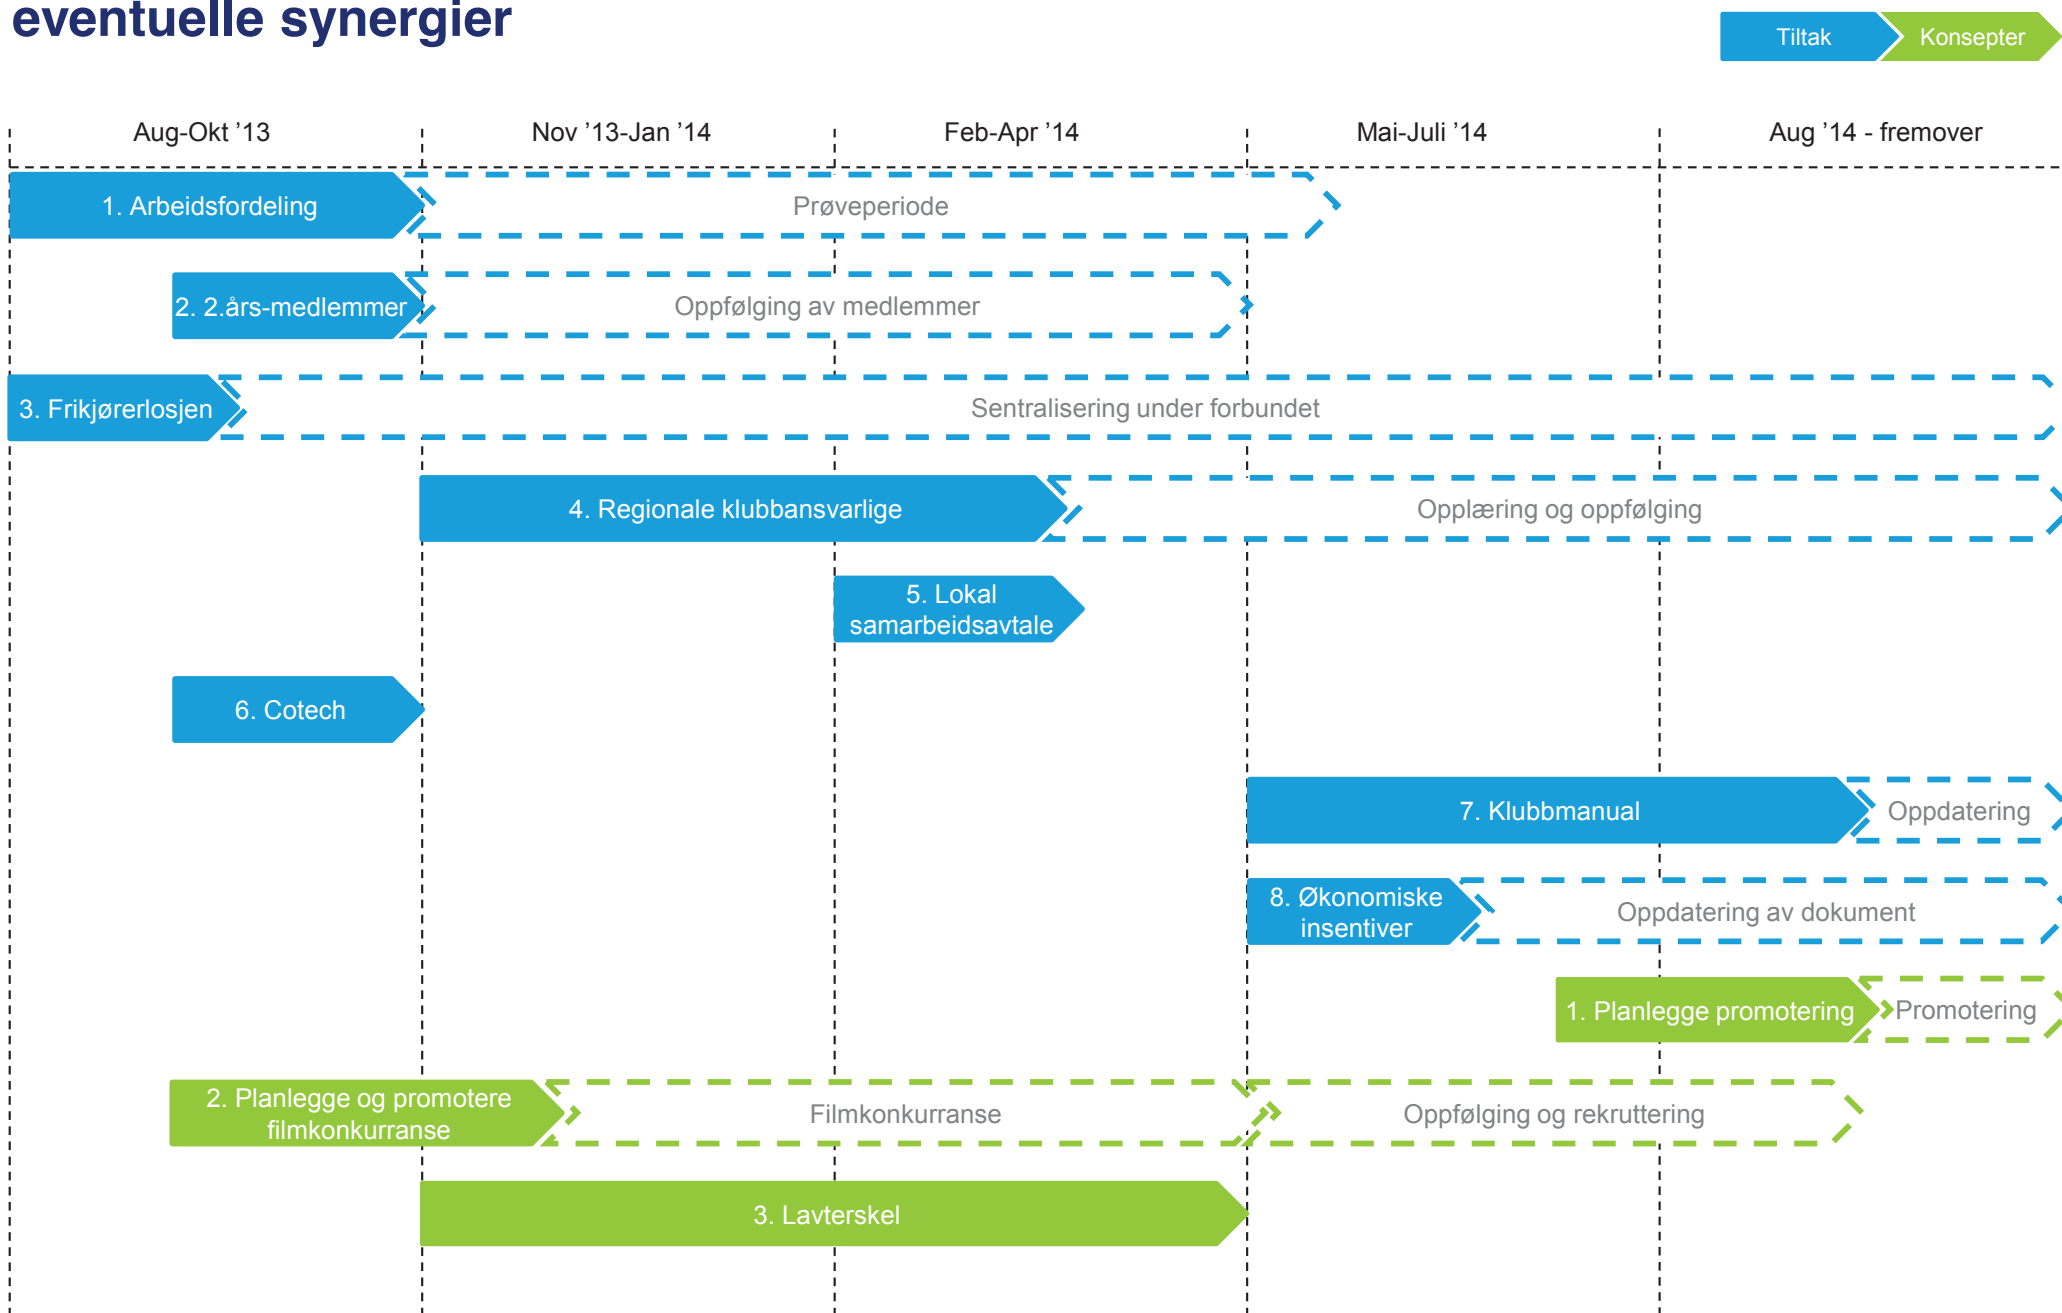 eventuelle synergier
Tiltak
Konsepter
Aug-Okt ’13
Nov ’13-Jan ’14
Feb-Apr ’14
Mai-Juli ’14
Aug ’14 - fremover
1. Arbeidsfordeling
Prøveperiode
2. 2.års-medlemmer
Oppfølging av medlemmer
3. Frikjørerlosjen
Sentralisering under forbundet
4. Regionale klubbansvarlige
Opplæring og oppfølging
5. Lokal
samarbeidsavtale
6. Cotech
7. Klubbmanual
Oppdatering
8. Økonomiske
insentiver
Oppdatering av dokument
1. Planlegge promotering
Promotering
2. Planlegge og promotere
filmkonkurranse
Filmkonkurranse
Oppfølging og rekruttering
3. Lavterskel